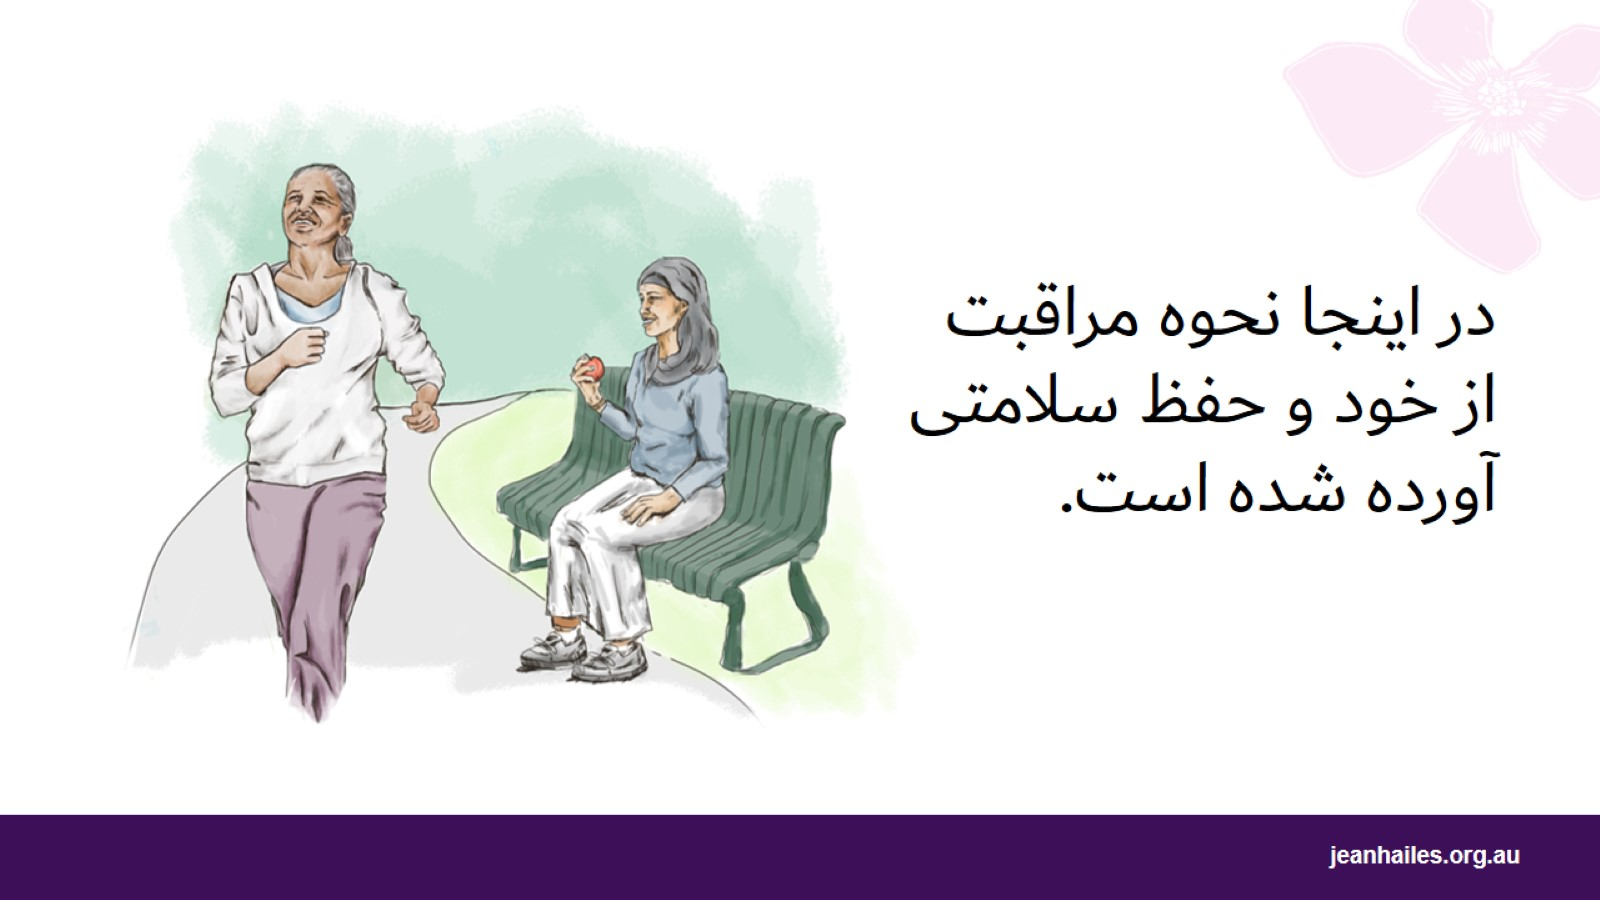 در اینجا نحوه مراقبت
از خود و حفظ سلامتی
آورده شده است.
jeanhailes.org.au